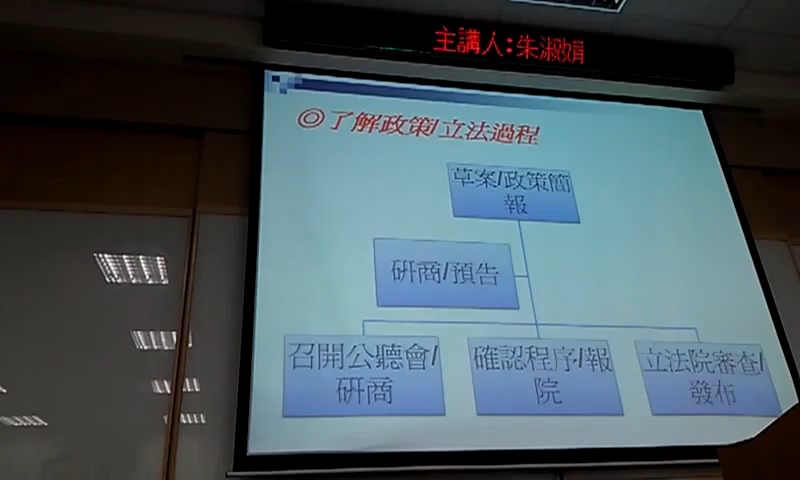 主講人:朱淑娟
◎了解政策/立法過程
草案/政策簡
報
研商/預告
召開公聽會/
研商
確認程序/報
院
立法院審查/
發布